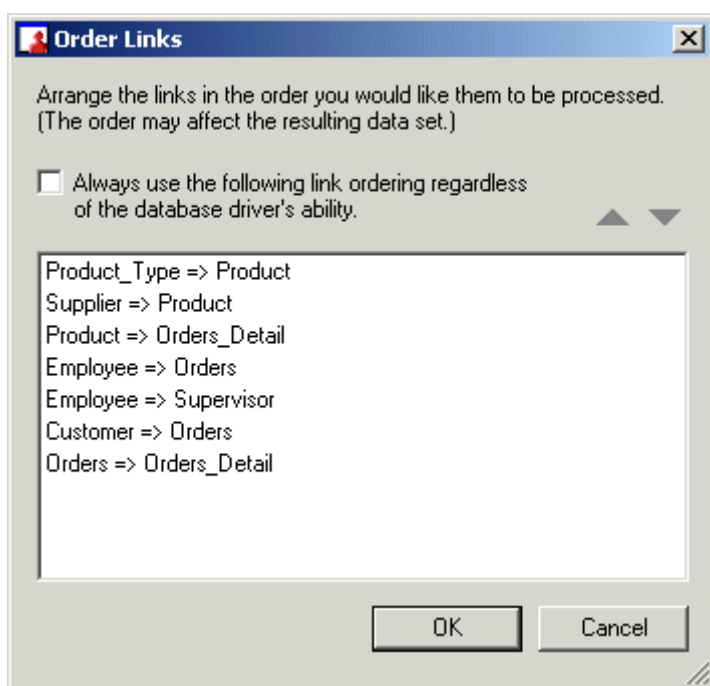 Order Links
Arrange the links in the order you would like them to be processed.
(The order may affect the resulting data set.)
Always use the following link ordering regardless
of the database driver's ability.
Product_Type => Product
Supplier => Product
Product => Orders_Detail
Employee => Orders
Employee => Supervisor
Customer => Orders
Orders => Orders_Detail
OK
Cancel